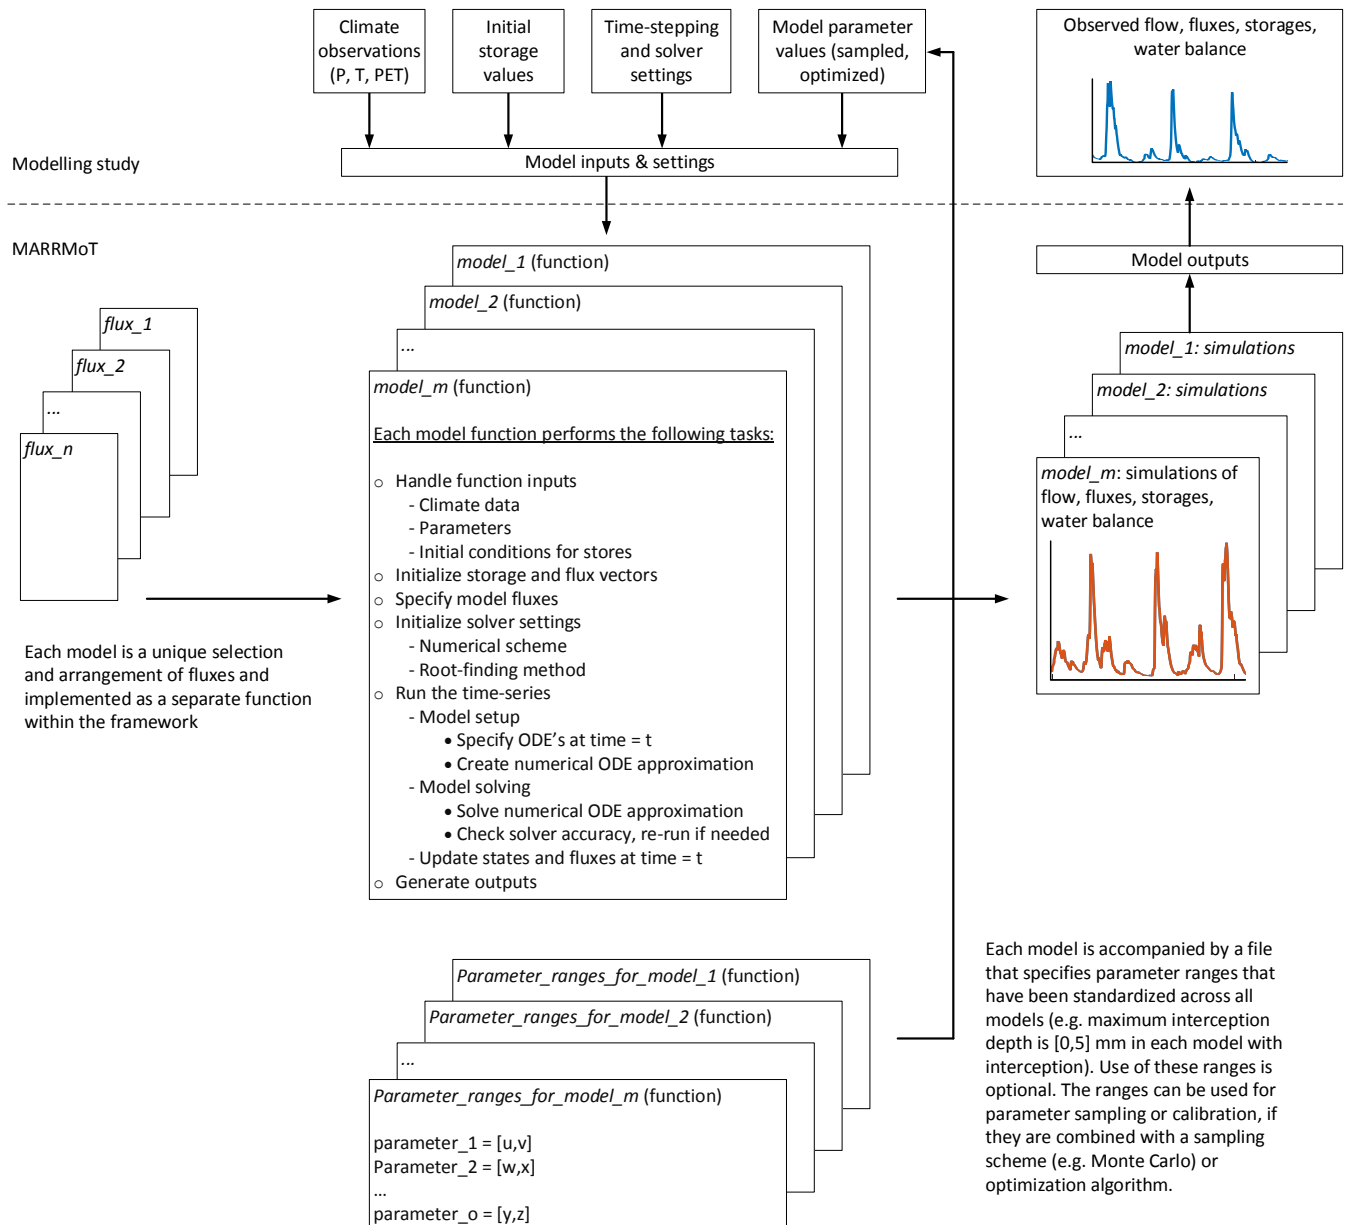 Climate
observations
(P, T, PET)
Initial
storage
values
Time-stepping
and solver
settings
Model parameter
values (sampled,
optimized)
Observed flow, fluxes, storages,
water balance
Modelling study
Model inputs & settings
MARRMoT
Model outputs
flux_1
flux_2
...
flux_n
Each model is a unique selection
and arrangement of fluxes and
implemented as a separate function
within the framework
model_1 (function)
model_2 (function)
...
model_m (function)
Each model function performs the following tasks:
o Handle function inputs
- Climate data
- Parameters
- Initial conditions for stores
o Initialize storage and flux vectors
o Specify model fluxes
o Initialize solver settings
- Numerical scheme
- Root-finding method
o Run the time-series
- Model setup
• Specify ODE’s at time = t
• Create numerical ODE approximation
- Model solving
• Solve numerical ODE approximation
• Check solver accuracy, re-run if needed
- Update states and fluxes at time = t
o Generate outputs
model_1: simulations
model_2: simulations
...
model_m: simulations of
flow, fluxes, storages,
water balance
Parameter_ranges_for_model_1 (function)
Parameter_ranges_for_model_2 (function)
...
Parameter_ranges_for_model_m (function)
parameter_1 = [u,v]
Parameter_2 = [w,x]
...
parameter_o = [y,z]
Each model is accompanied by a file
that specifies parameter ranges that
have been standardized across all
models (e.g. maximum interception
depth is [0,5] mm in each model with
interception). Use of these ranges is
optional. The ranges can be used for
parameter sampling or calibration, if
they are combined with a sampling
scheme (e.g. Monte Carlo) or
optimization algorithm.